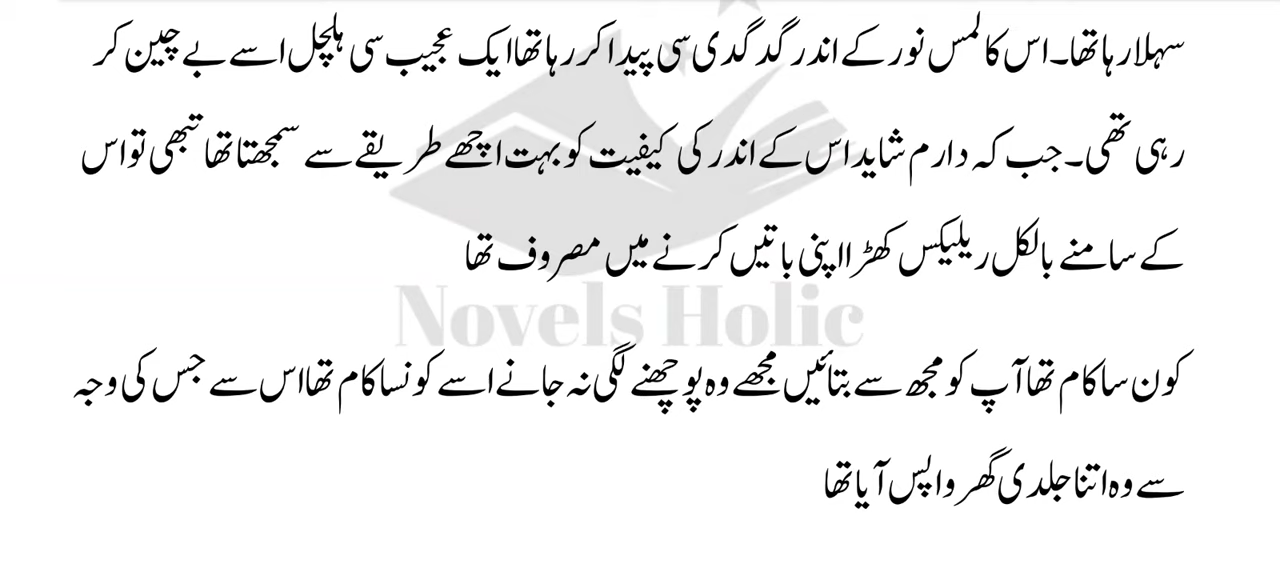 سہلا رہا تھا۔ اس کا لمس نور کے اندر گدگدی سی پیدا کر رہا تھا ایک عجیب سی ہلچل اسے بے چین کر
رہی تھی۔ جب کہ دارم شاید اس کے اندر کی کیفیت کو بہت اچھے طریقے سے سمجھتا تھا تبھی تو اس
کے سامنے بالکل ریلیکس کھڑا اپنی باتیں کرنے میں مصروف تھا
Novels Holic
کون سا کام تھا آپ کو مجھ سے بتائیں مجھے وہ پوچھنے لگی نہ جانے اسے کونسا کام تھا اس سے جس کی وجہ
سے وہ اتنا جلدی گھر واپس آیا تھا